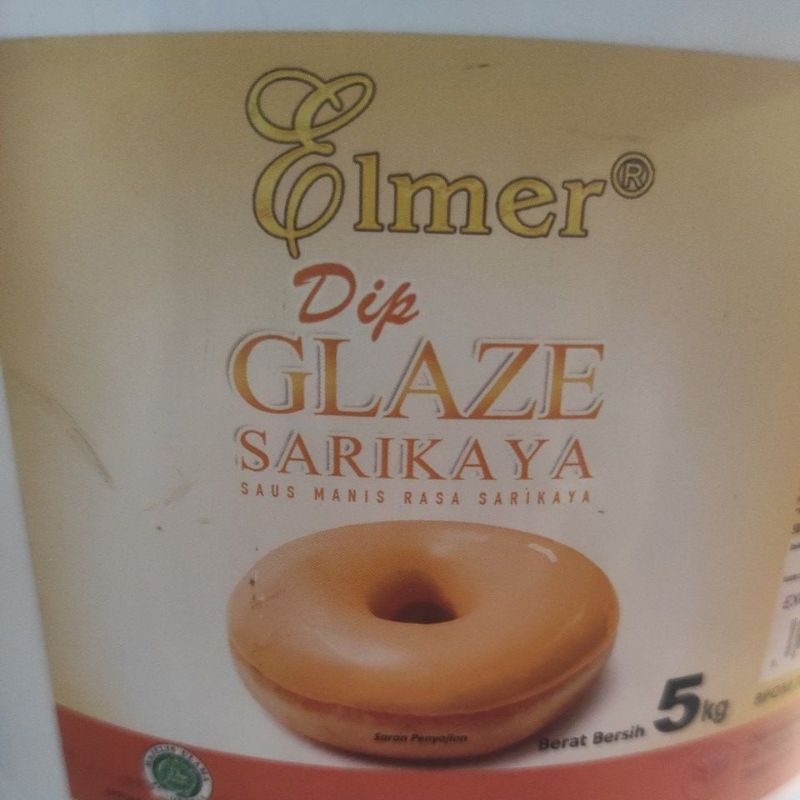 Elmer®
Dip
GLAZE
SARIKAYA
SAUS MANIS RASA SARIKAYA
Saran Penyajian
Berat Bersih 5kg